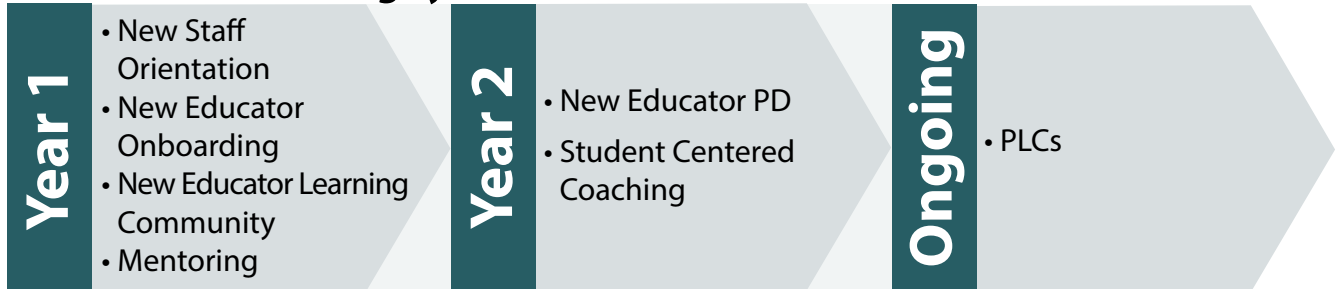 Year 1
• New Staff
Orientation
• New Educator
Onboarding
• New Educator Learning
Community
• Mentoring
Year 2
• New Educator PD
• Student Centered
Coaching
Ongoing
• PLCs